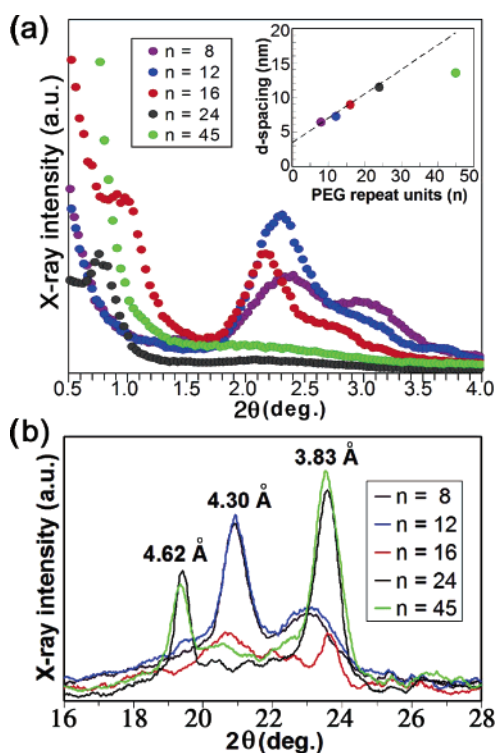 (a)
n = 8
n = 12
n = 16
n = 24
n = 45
d-spacing (nm)
20
15
10
5
0
0 10 20 30 40 50
PEG repeat units (n)
X-ray intensity (a.u.)
0.5 1.0 1.5 2.0 2.5 3.0 3.5 4.0
2θ(deg.)
(b)
3.83 Å
4.30 Å
4.62 Å
n = 8
n = 12
n = 16
n = 24
n = 45
X-ray intensity (a.u.)
16 18 20 22 24 26 28
2θ(deg.)